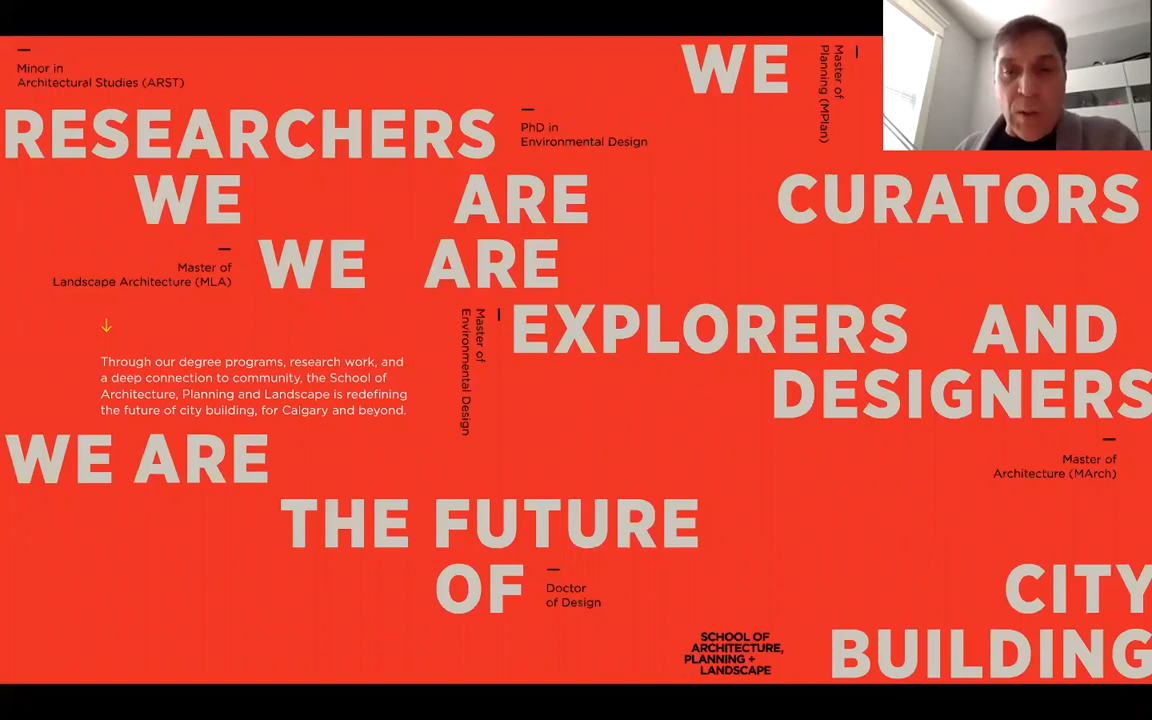 Minor in
Architectural Studies (ARST)
WE
Master of
Planning (MPlan)
RESEARCHERS
PhD in
Environmental Design
WE ARE CURATORS
Master of
Landscape Architecture (MLA)
WE ARE
Master of
Environmental Design
EXPLORERS AND
↓
Through our degree programs, research work, and
a deep connection to community, the School of
Architecture, Planning and Landscape is redefining
the future of city building, for Calgary and beyond.
DESIGNERS
WE ARE
Master of
Architecture (MArch)
THE FUTURE
OF
Doctor
of Design
CITY
SCHOOL OF
ARCHITECTURE,
PLANNING +
LANDSCAPE
BUILDING